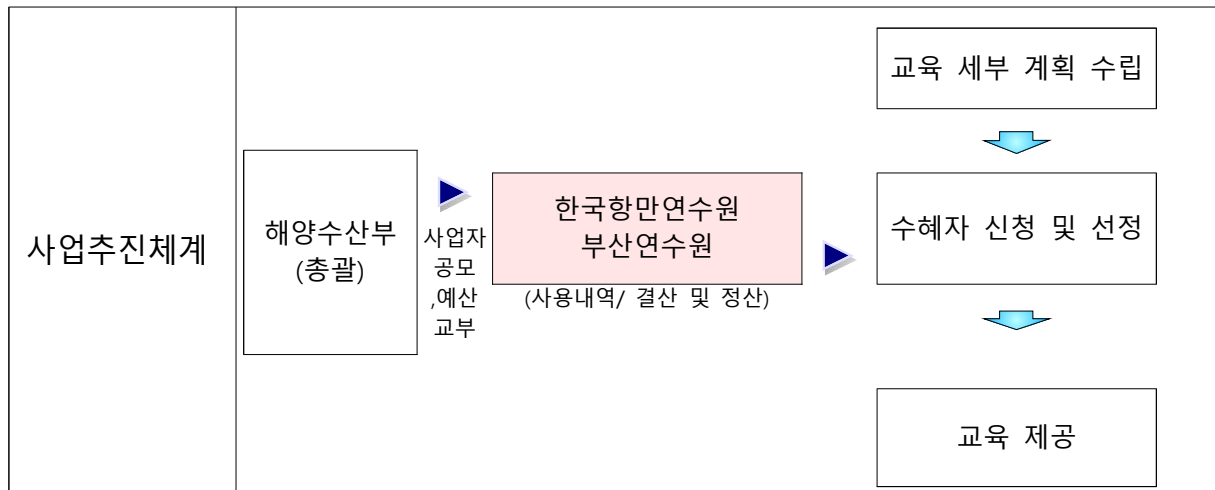 사업추진체계
해양수산부
(총괄)
사업자
공모
,예산
교부
한국항만연수원
부산연수원
(사용내역/ 결산 및 정산)
교육 세부 계획 수립
수혜자 신청 및 선정
교육 제공